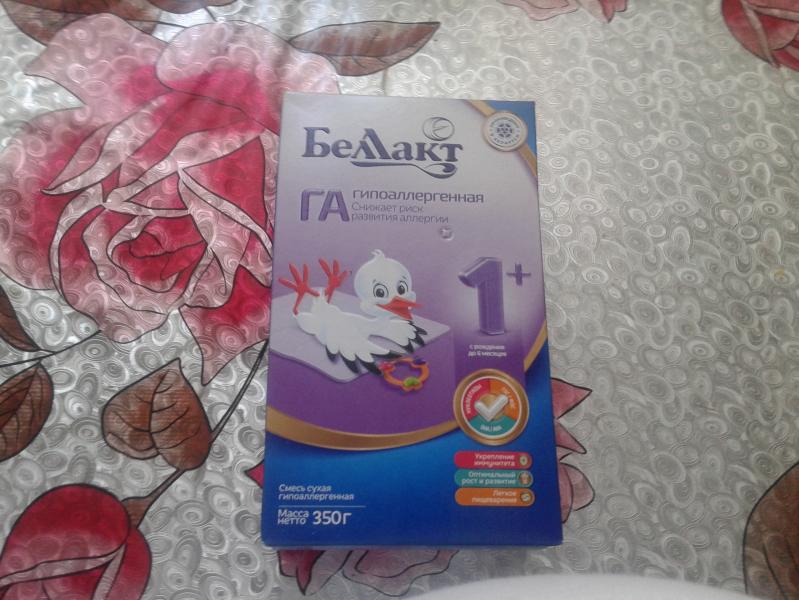 Беллакт
ГА
гипоаллергенная
Снижает риск
развития аллергии
1+
с рождения
до 6 месяцев
Укрепление
иммунитета
Оптимальный
рост и развитие
Легкое
пищеварение
Смесь сухая
гипоаллергенная
Масса
нетто 350г